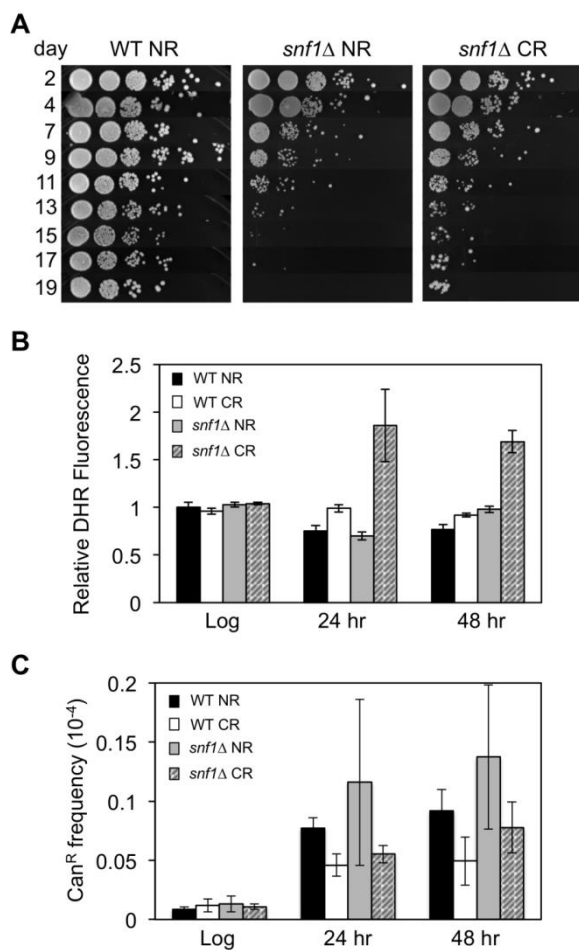 A
day WT NR snf1Δ NR snf1Δ CR
2
4
7
9
11
13
15
17
19
B
Relative DHR Fluorescence
2.5
2
1.5
1
0.5
0
WT NR
WT CR
snf1Δ NR
snf1Δ CR
Log 24 hr 48 hr
C
Can^R frequency (10^-4)
0.2
0.15
0.1
0.05
0
WT NR
WT CR
snf1Δ NR
snf1Δ CR
Log 24 hr 48 hr